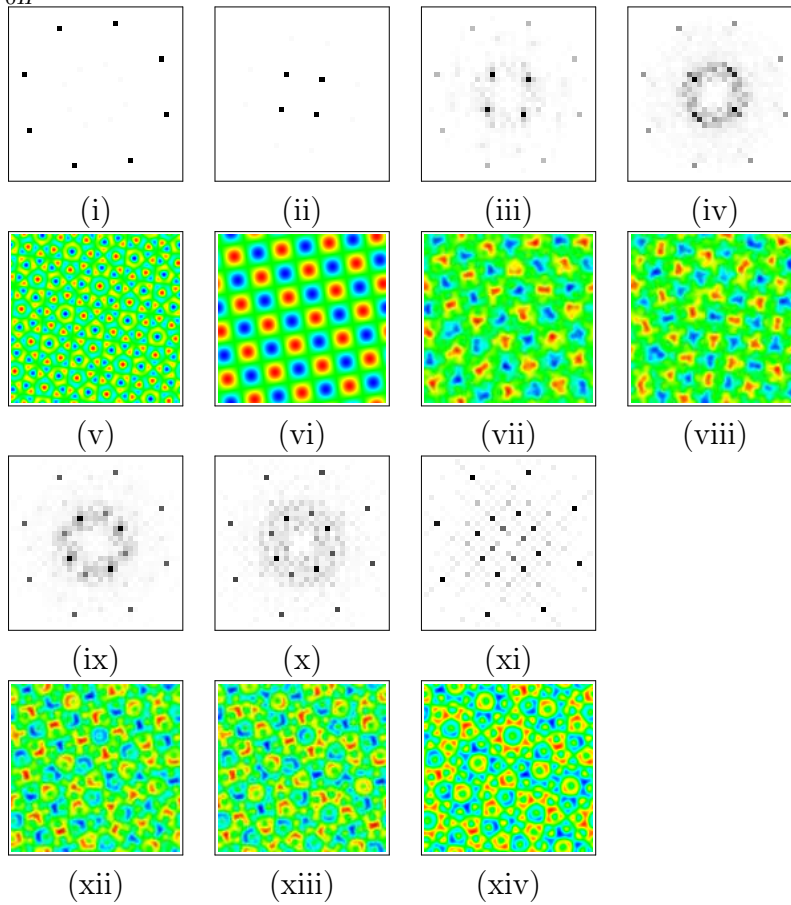 (i) (ii) (iii) (iv)
(v) (vi) (vii) (viii)
(ix) (x) (xi)
(xii) (xiii) (xiv)